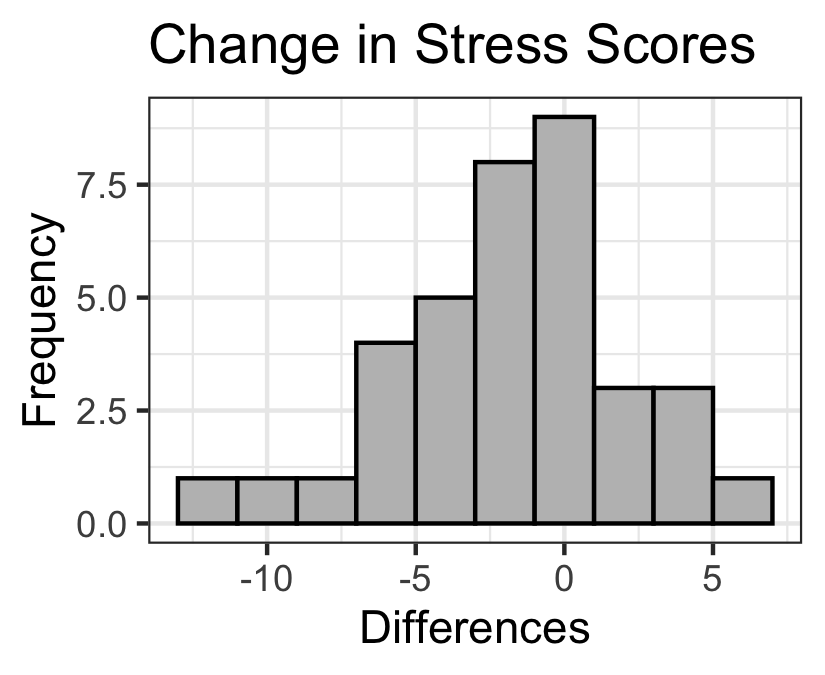 Change in Stress Scores
Frequency
7.5
5.0
2.5
0.0
-10 -5 0 5
Differences